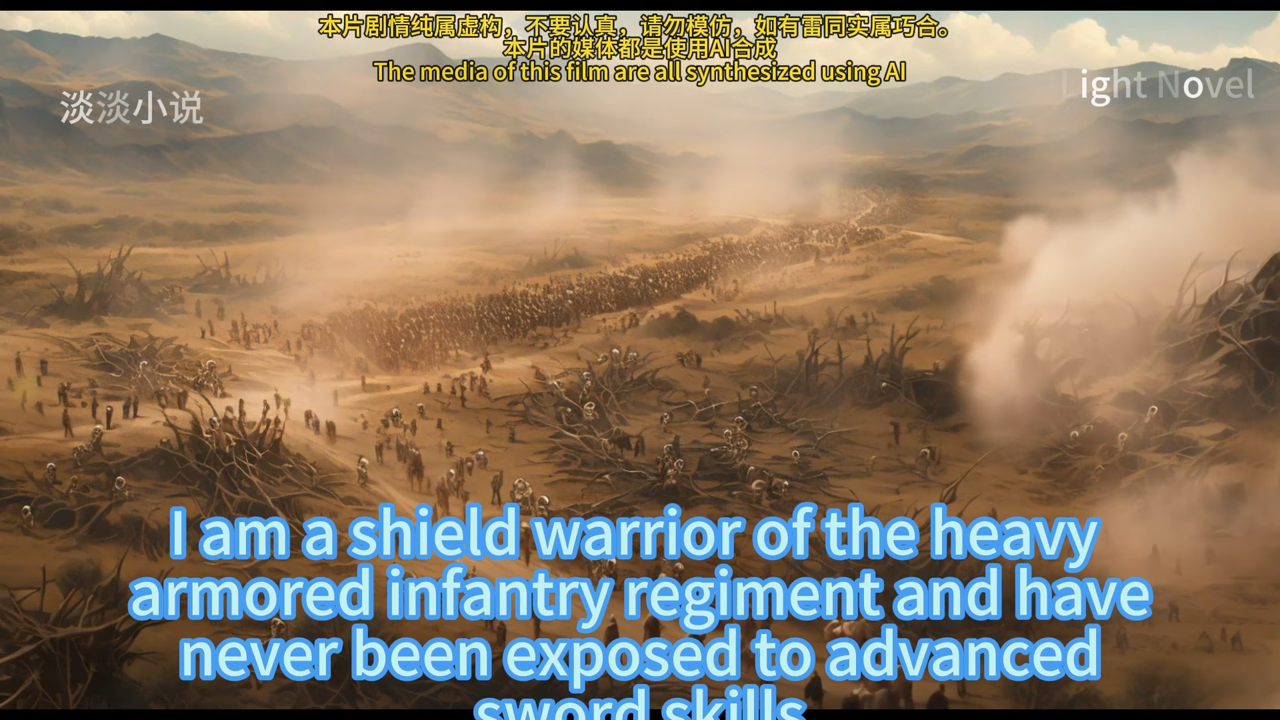 本片剧情纯属虚构，不要认真，请勿模仿，如有雷同实属巧合。
本片的媒体都是使用AI合成
The media of this film are all synthesized using AI
淡淡小说
Light Novel
I am a shield warrior of the heavy
armored infantry regiment and have
never been exposed to advanced
sword skills